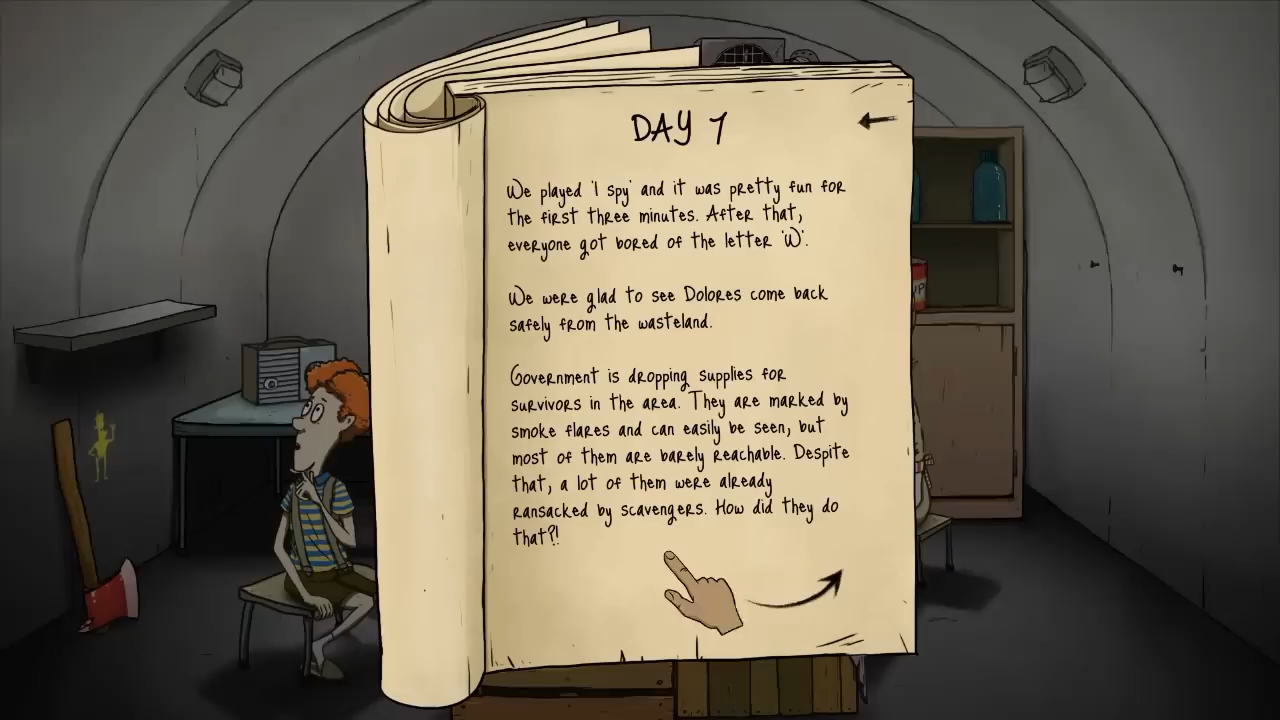 DAY 7
We played 'I spy' and it was pretty fun for
the first three minutes. After that,
everyone got bored of the letter 'W'.
We were glad to see Dolores come back
safely from the wasteland.
Government is dropping supplies for
survivors in the area. They are marked by
smoke flares and can easily be seen, but
most of them are barely reachable. Despite
that, a lot of them were already
ransacked by scavengers. How did they do
that?!